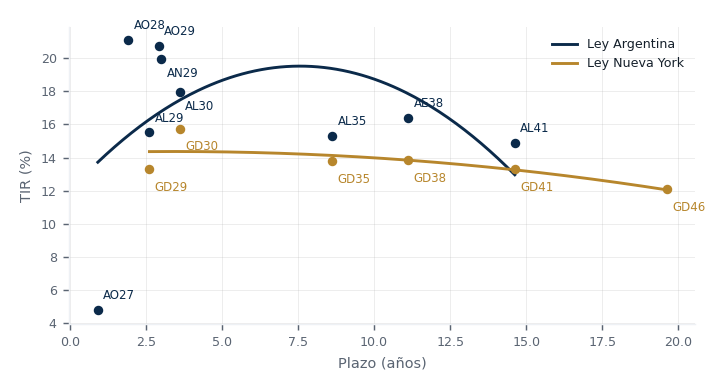 AO28
AO29
Ley Argentina
Ley Nueva York
AN29
AL30
AE38
AL29
AL35
AL41
GD30
GD29
GD35
GD38
GD41
GD46
AO27
TIR (%)
20
18
16
14
12
10
8
6
4
0.0 2.5 5.0 7.5 10.0 12.5 15.0 17.5 20.0
Plazo (años)